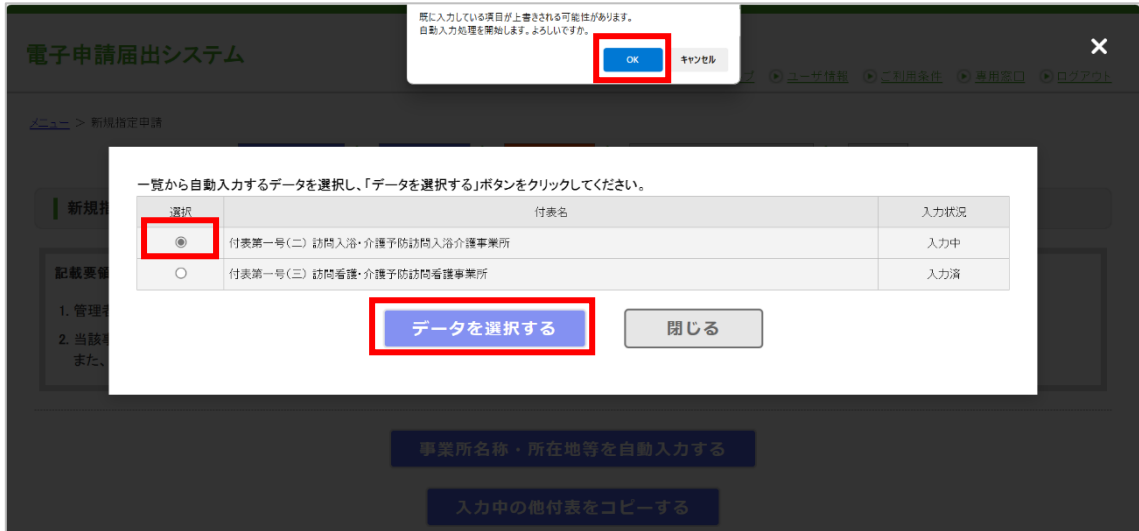 既に入力している項目が上書きされる可能性があります。
自動入力処理を開始します。よろしいですか。
OK
キャンセル
電子申請届出システム
ユーザ情報
ご利用条件
専用窓口
ログアウト
メニュー > 新規指定申請
新規指
一覧から自動入力するデータを選択し、「データを選択する」ボタンをクリックしてください。
選択 付表名 入力状況
付表第一号(二) 訪問入浴・介護予防訪問入浴介護事業所 入力中
付表第一号(三) 訪問看護・介護予防訪問看護事業所 入力済
記載要領
1. 管理者
2. 当該事
また、
データを選択する
閉じる
事業所名称・所在地等を自動入力する
入力中の他付表をコピーする